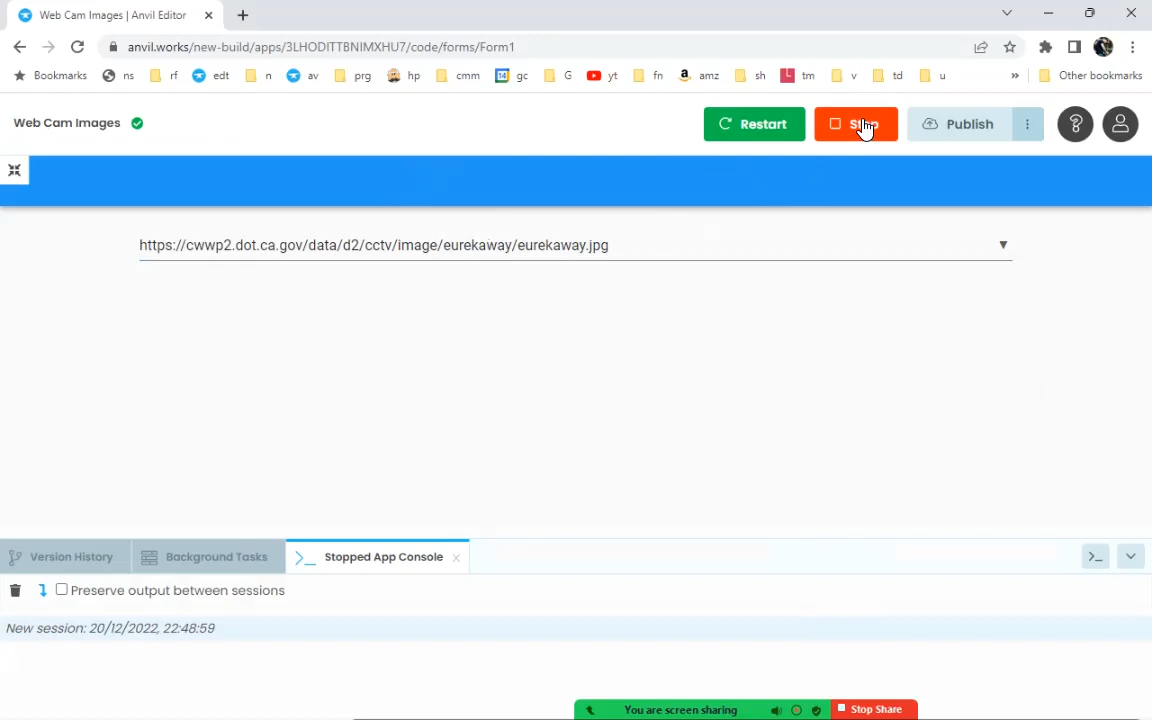 Web Cam Images | Anvil Editor
anvil.works/new-build/apps/3LHODITTBNIMXHU7/code/forms/Form1
Bookmarks ns rf edt n av prg hp cmm gc G yt fn amz sh tm v td u » Other bookmarks
Web Cam Images Restart Publish
https://cwwp2.dot.ca.gov/data/d2/cctv/image/eurekaway/eurekaway.jpg
Version History Background Tasks Stopped App Console
Preserve output between sessions
New session: 20/12/2022, 22:48:59
You are screen sharing Stop Share